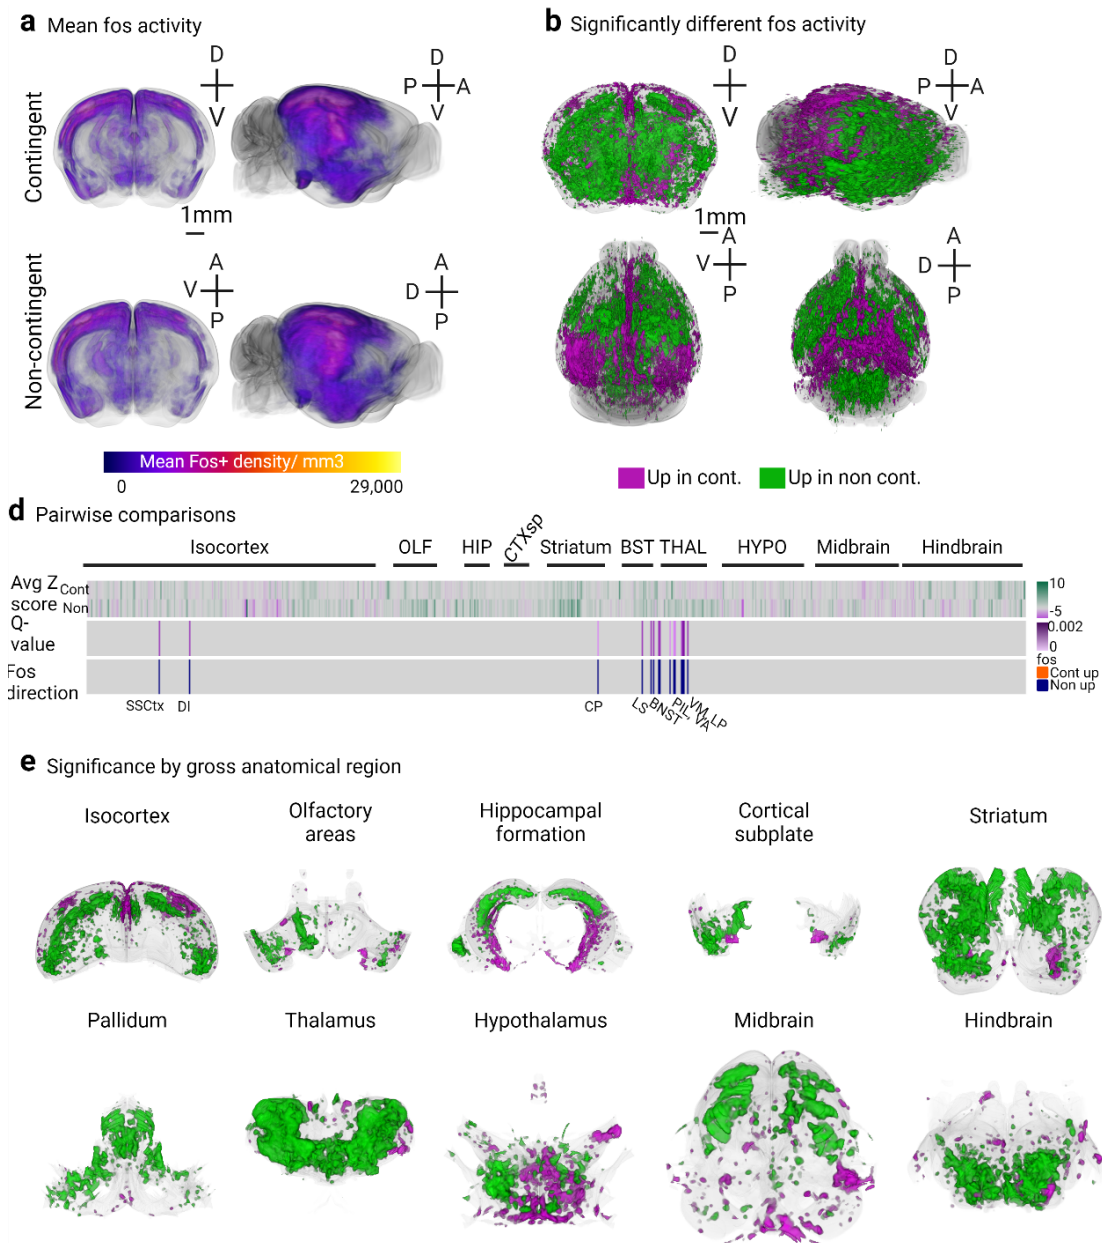 a Mean fos activity
b Significantly different fos activity
D
V
D
P A
V
D
V
D
P A
V
Contingent
1mm
1mm
A
V
P
A
D
P
A
V
P
A
D
P
Non-contingent
Mean Fos+ density/ mm3
0 29,000
Up in cont. Up in non cont.
d Pairwise comparisons
Isocortex OLF HIP CTXsp Striatum BST THAL HYPO Midbrain Hindbrain
Avg Z Cont
score Non
Q-
value
Fos
direction
10
-5
0.002
0
fos
Cont up
Non up
SSCtx DI CP LS BNST PIL, VA VM, LP
e Significance by gross anatomical region
Isocortex
Olfactory
areas
Hippocampal
formation
Cortical
subplate
Striatum
Pallidum Thalamus Hypothalamus Midbrain Hindbrain